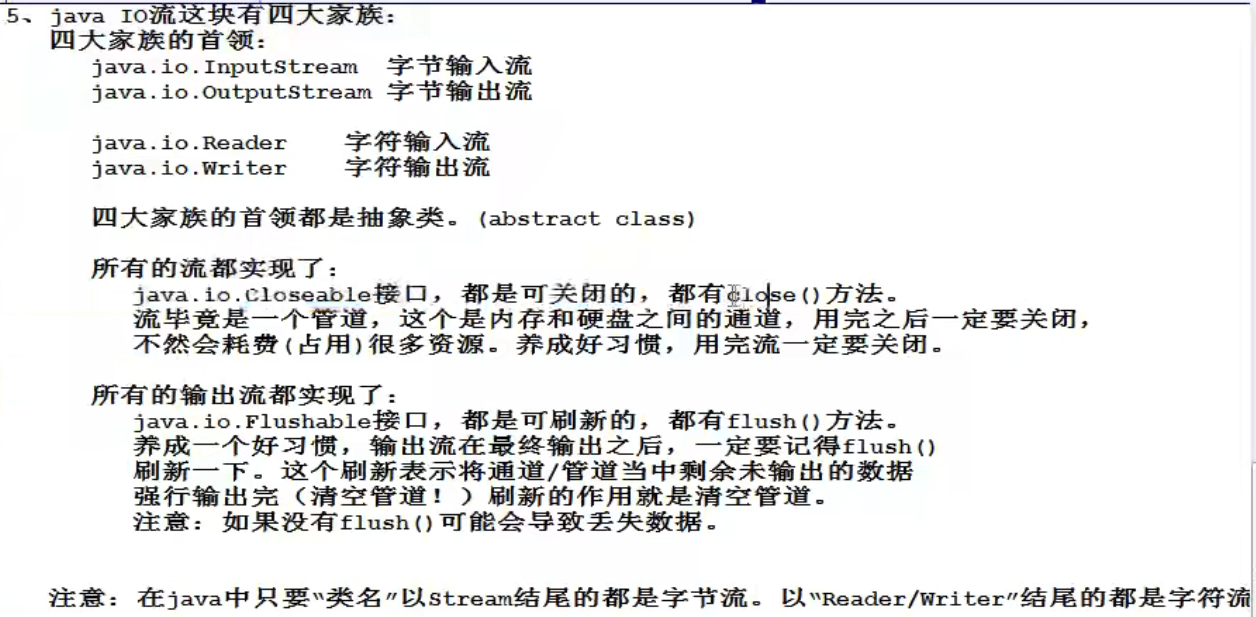 5、java IO流这块有四大家族：
四大家族的首领：
java.io.InputStream 字节输入流
java.io.OutputStream 字节输出流
java.io.Reader 字符输入流
java.io.Writer 字符输出流
四大家族的首领都是抽象类。(abstract class)
所有的流都实现了：
java.io.Closeable接口，都是可关闭的，都有close()方法。
流毕竟是一个管道，这个是内存和硬盘之间的通道，用完之后一定要关闭，
不然会耗费(占用)很多资源。养成好习惯，用完流一定要关闭。
所有的输出流都实现了：
java.io.Flushable接口，都是可刷新的，都有flush()方法。
养成一个好习惯，输出流在最终输出之后，一定要记得flush()
刷新一下。这个刷新表示将通道/管道当中剩余未输出的数据
强行输出完（清空管道！）刷新的作用就是清空管道。
注意：如果没有flush()可能会导致丢失数据。
注意：在java中只要“类名”以Stream结尾的都是字节流。以“Reader/Writer”结尾的都是字符流